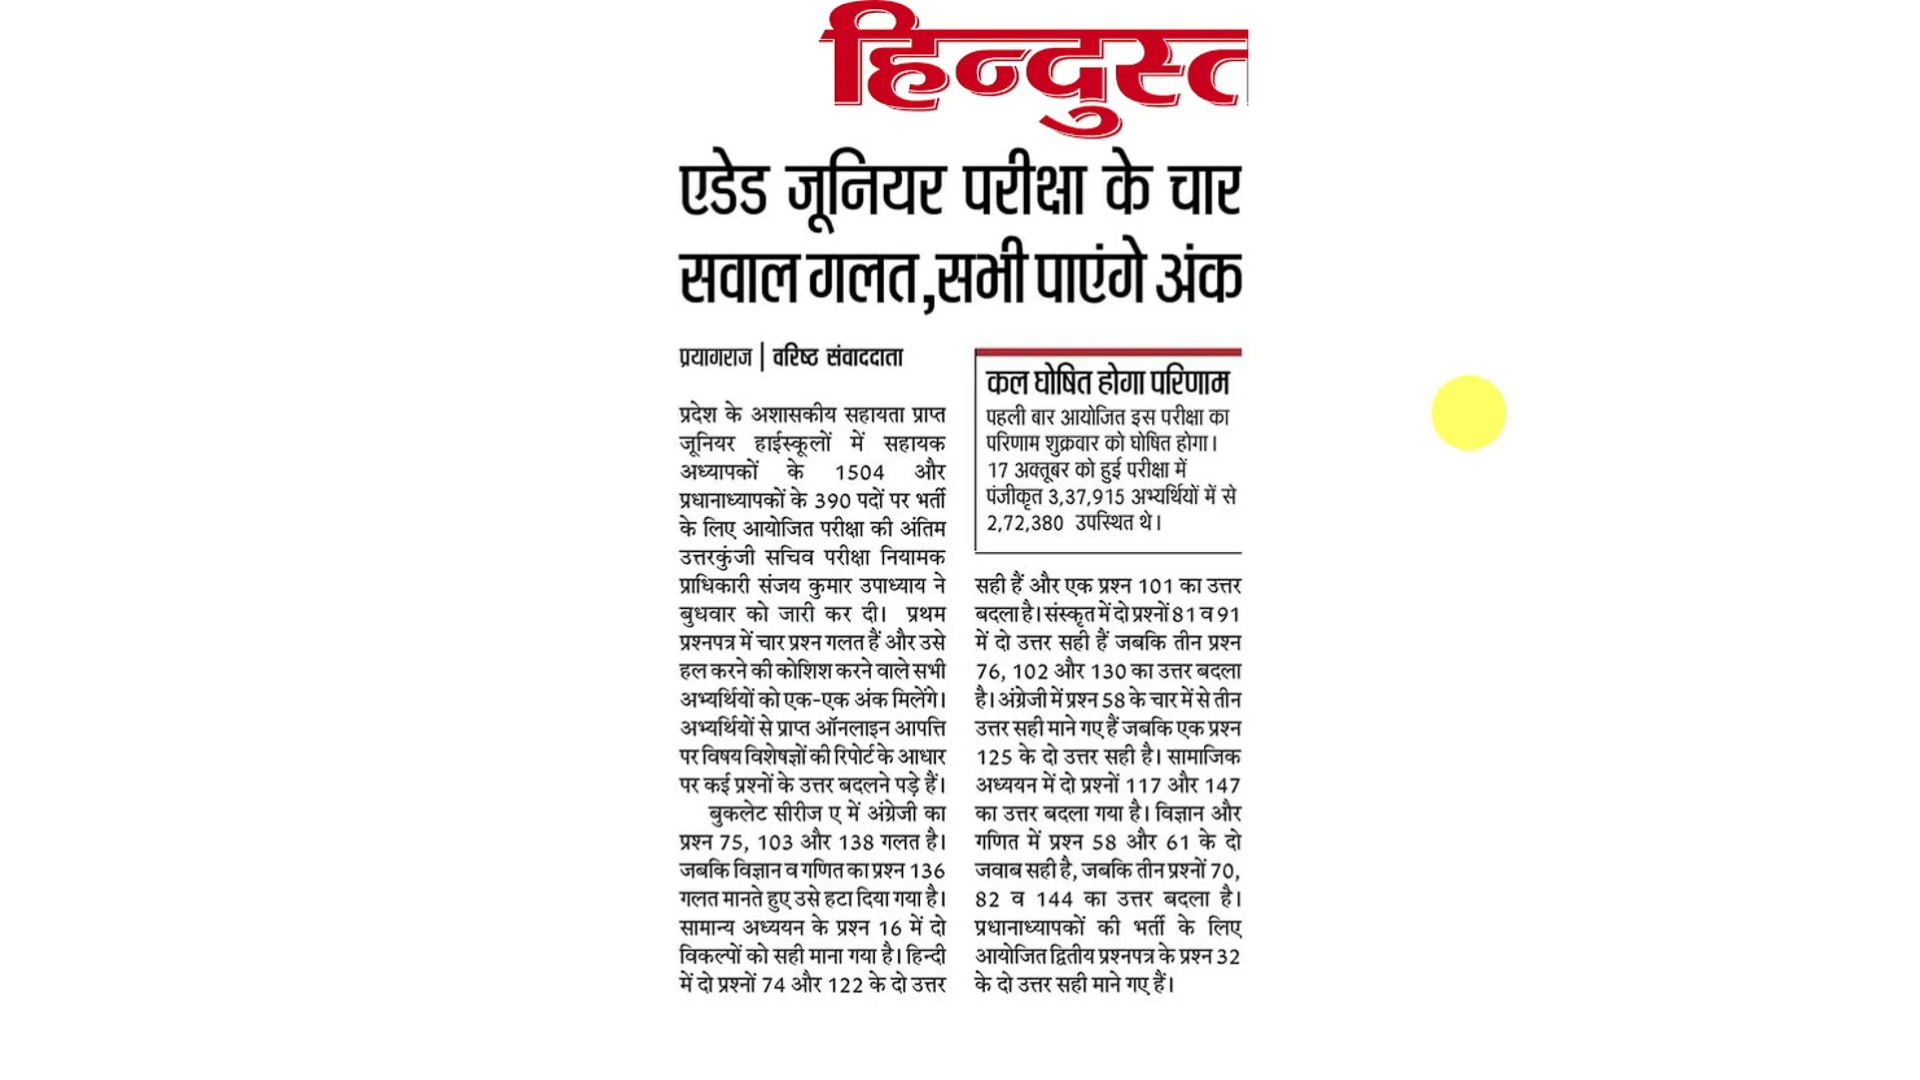 हिन्दुस्त
एडेड जूनियर परीक्षा के चार
सवाल गलत,सभी पाएंगे अंक
प्रयागराज | वरिष्ठ संवाददाता
प्रदेश के अशासकीय सहायता प्राप्त
जूनियर हाईस्कूलों में सहायक
अध्यापकों के 1504 और
प्रधानाध्यापकों के 390 पदों पर भर्ती
के लिए आयोजित परीक्षा की अंतिम
उत्तरकुंजी सचिव परीक्षा नियामक
प्राधिकारी संजय कुमार उपाध्याय ने
बुधवार को जारी कर दी। प्रथम
प्रश्नपत्र में चार प्रश्न गलत हैं और उसे
हल करने की कोशिश करने वाले सभी
अभ्यर्थियों को एक-एक अंक मिलेंगे।
अभ्यर्थियों से प्राप्त ऑनलाइन आपत्ति
पर विषय विशेषज्ञों की रिपोर्ट के आधार
पर कई प्रश्नों के उत्तर बदलने पड़े हैं।
बुकलेट सीरीज ए में अंग्रेजी का
प्रश्न 75, 103 और 138 गलत है।
जबकि विज्ञान व गणित का प्रश्न 136
गलत मानते हुए उसे हटा दिया गया है।
सामान्य अध्ययन के प्रश्न 16 में दो
विकल्पों को सही माना गया है। हिन्दी
में दो प्रश्नों 74 और 122 के दो उत्तर
कल घोषित होगा परिणाम
पहली बार आयोजित इस परीक्षा का
परिणाम शुक्रवार को घोषित होगा।
17 अक्तूबर को हुई परीक्षा में
पंजीकृत 3,37,915 अभ्यर्थियों में से
2,72,380 उपस्थित थे।
सही हैं और एक प्रश्न 101 का उत्तर
बदला है। संस्कृत में दो प्रश्नों 81 व 91
में दो उत्तर सही हैं जबकि तीन प्रश्न
76, 102 और 130 का उत्तर बदला
है। अंग्रेजी में प्रश्न 58 के चार में से तीन
उत्तर सही माने गए हैं जबकि एक प्रश्न
125 के दो उत्तर सही है। सामाजिक
अध्ययन में दो प्रश्नों 117 और 147
का उत्तर बदला गया है। विज्ञान और
गणित में प्रश्न 58 और 61 के दो
जवाब सही है, जबकि तीन प्रश्नों 70,
82 व 144 का उत्तर बदला है।
प्रधानाध्यापकों की भर्ती के लिए
आयोजित द्वितीय प्रश्नपत्र के प्रश्न 32
के दो उत्तर सही माने गए हैं।